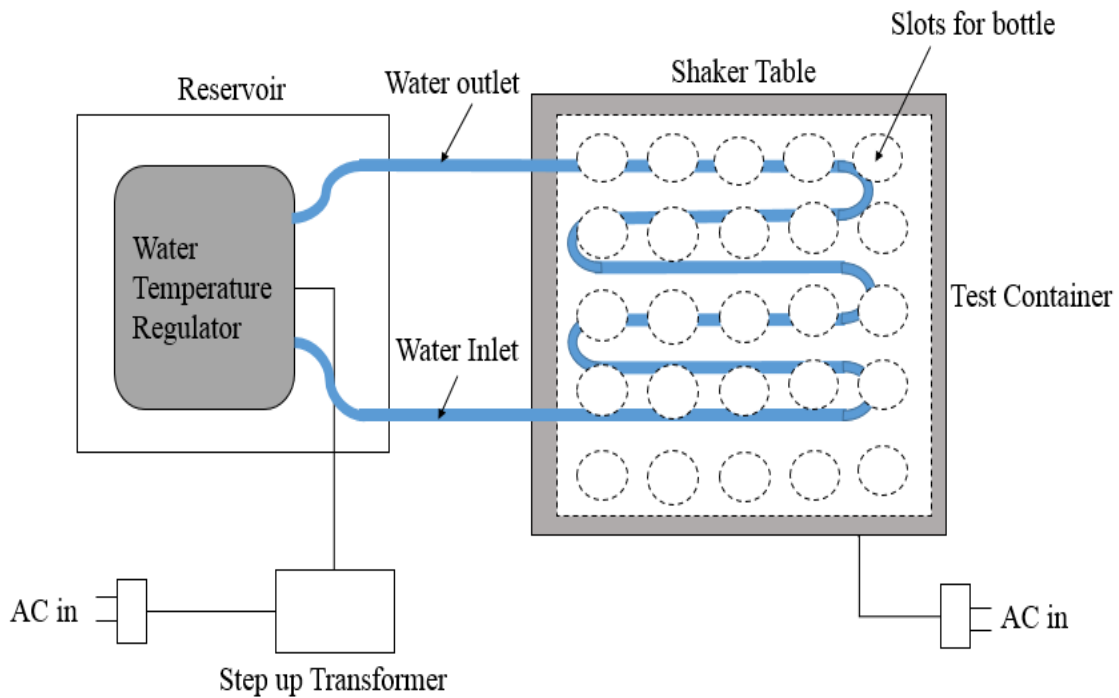 Slots for bottle
Shaker Table
Water outlet
Reservoir
Water
Temperature
Regulator
Test Container
Water Inlet
AC in
AC in
Step up Transformer